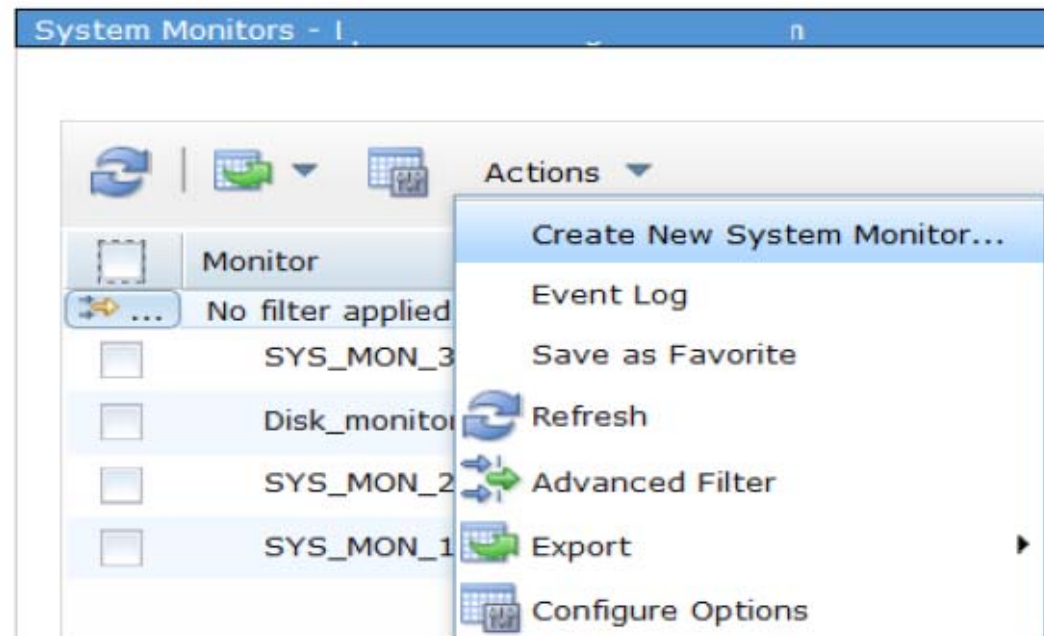 System Monitors -
Actions
Create New System Monitor...
Monitor
Event Log
... No filter applied
Save as Favorite
SYS_MON_3
Refresh
Disk_monitor
Advanced Filter
SYS_MON_2
Export
SYS_MON_1
Configure Options